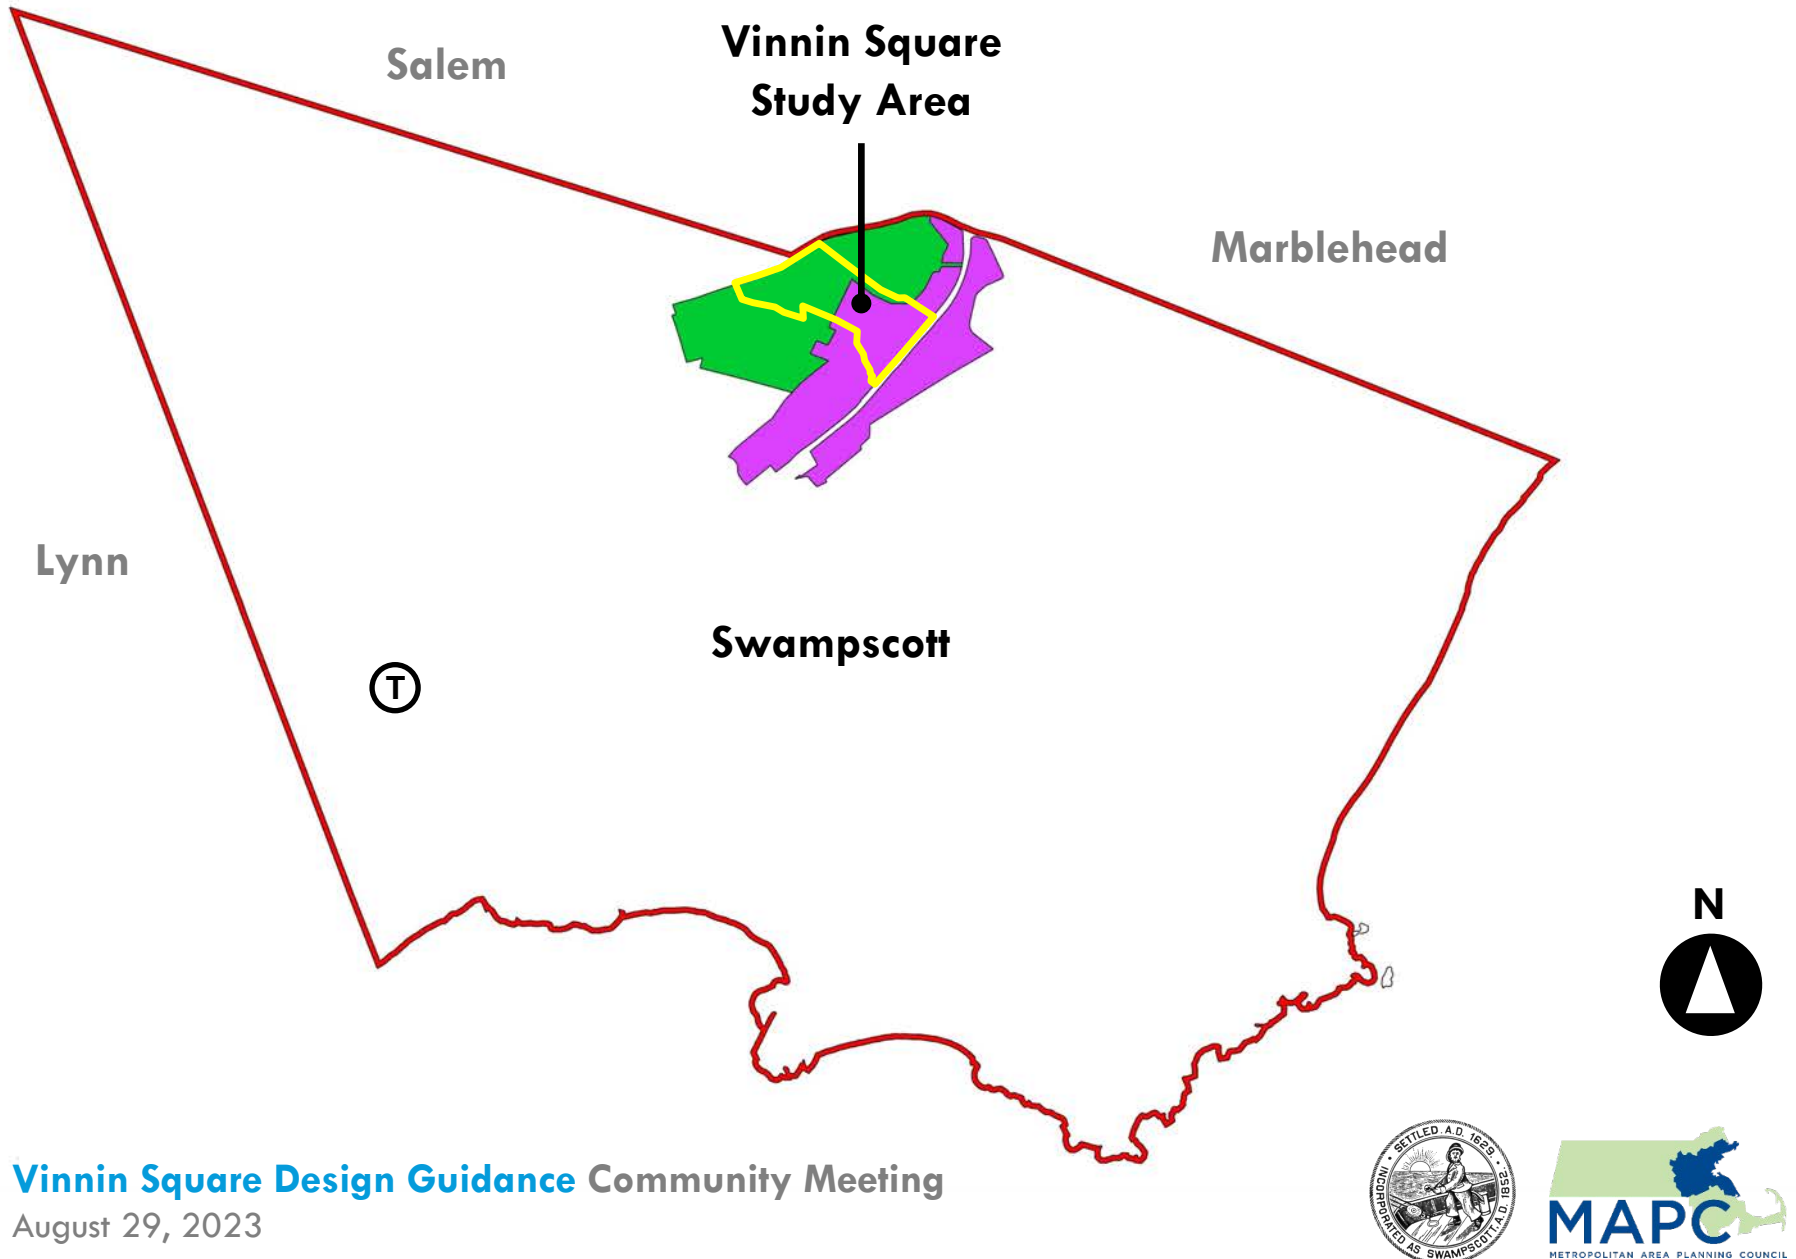 Vinnin Square
Study Area
Salem
Marblehead
Lynn
Swampscott
T
N
Vinnin Square Design Guidance Community Meeting
August 29, 2023
SETTLED. A.D. 1629.
INCORPORATED AS SWAMPSCOTT, A.D. 1852.
MAPC
METROPOLITAN AREA PLANNING COUNCIL